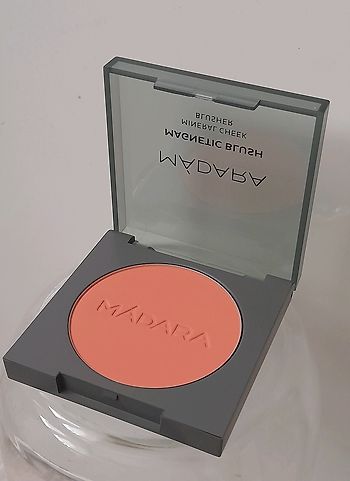 MÁDARA
MAGNETIC BLUSH
MINERAL CHEEK
BLUSHER
MÁDARA